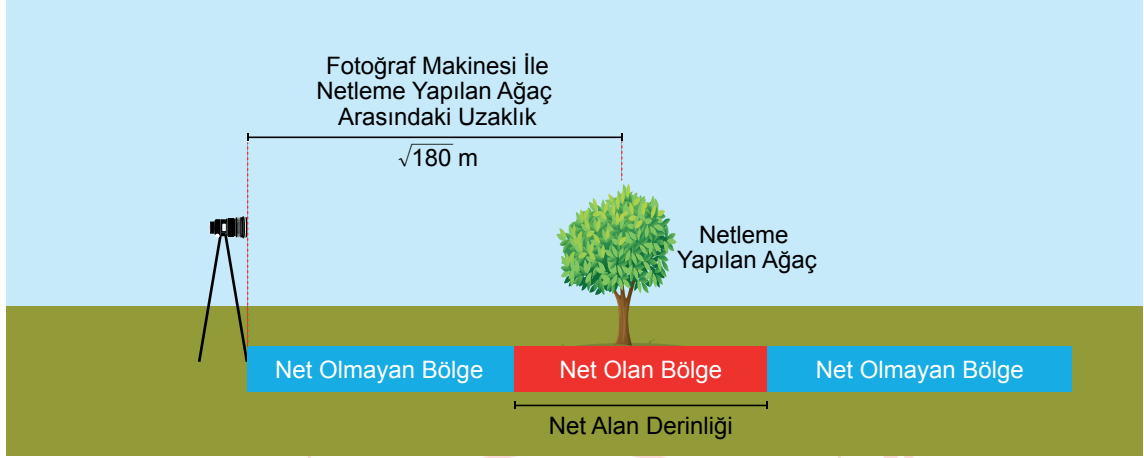 Fotoğraf Makinesi İle
Netleme Yapılan Ağaç
Arasındaki Uzaklık
√180 m
Netleme
Yapılan Ağaç
Net Olmayan Bölge Net Olan Bölge Net Olmayan Bölge
Net Alan Derinliği